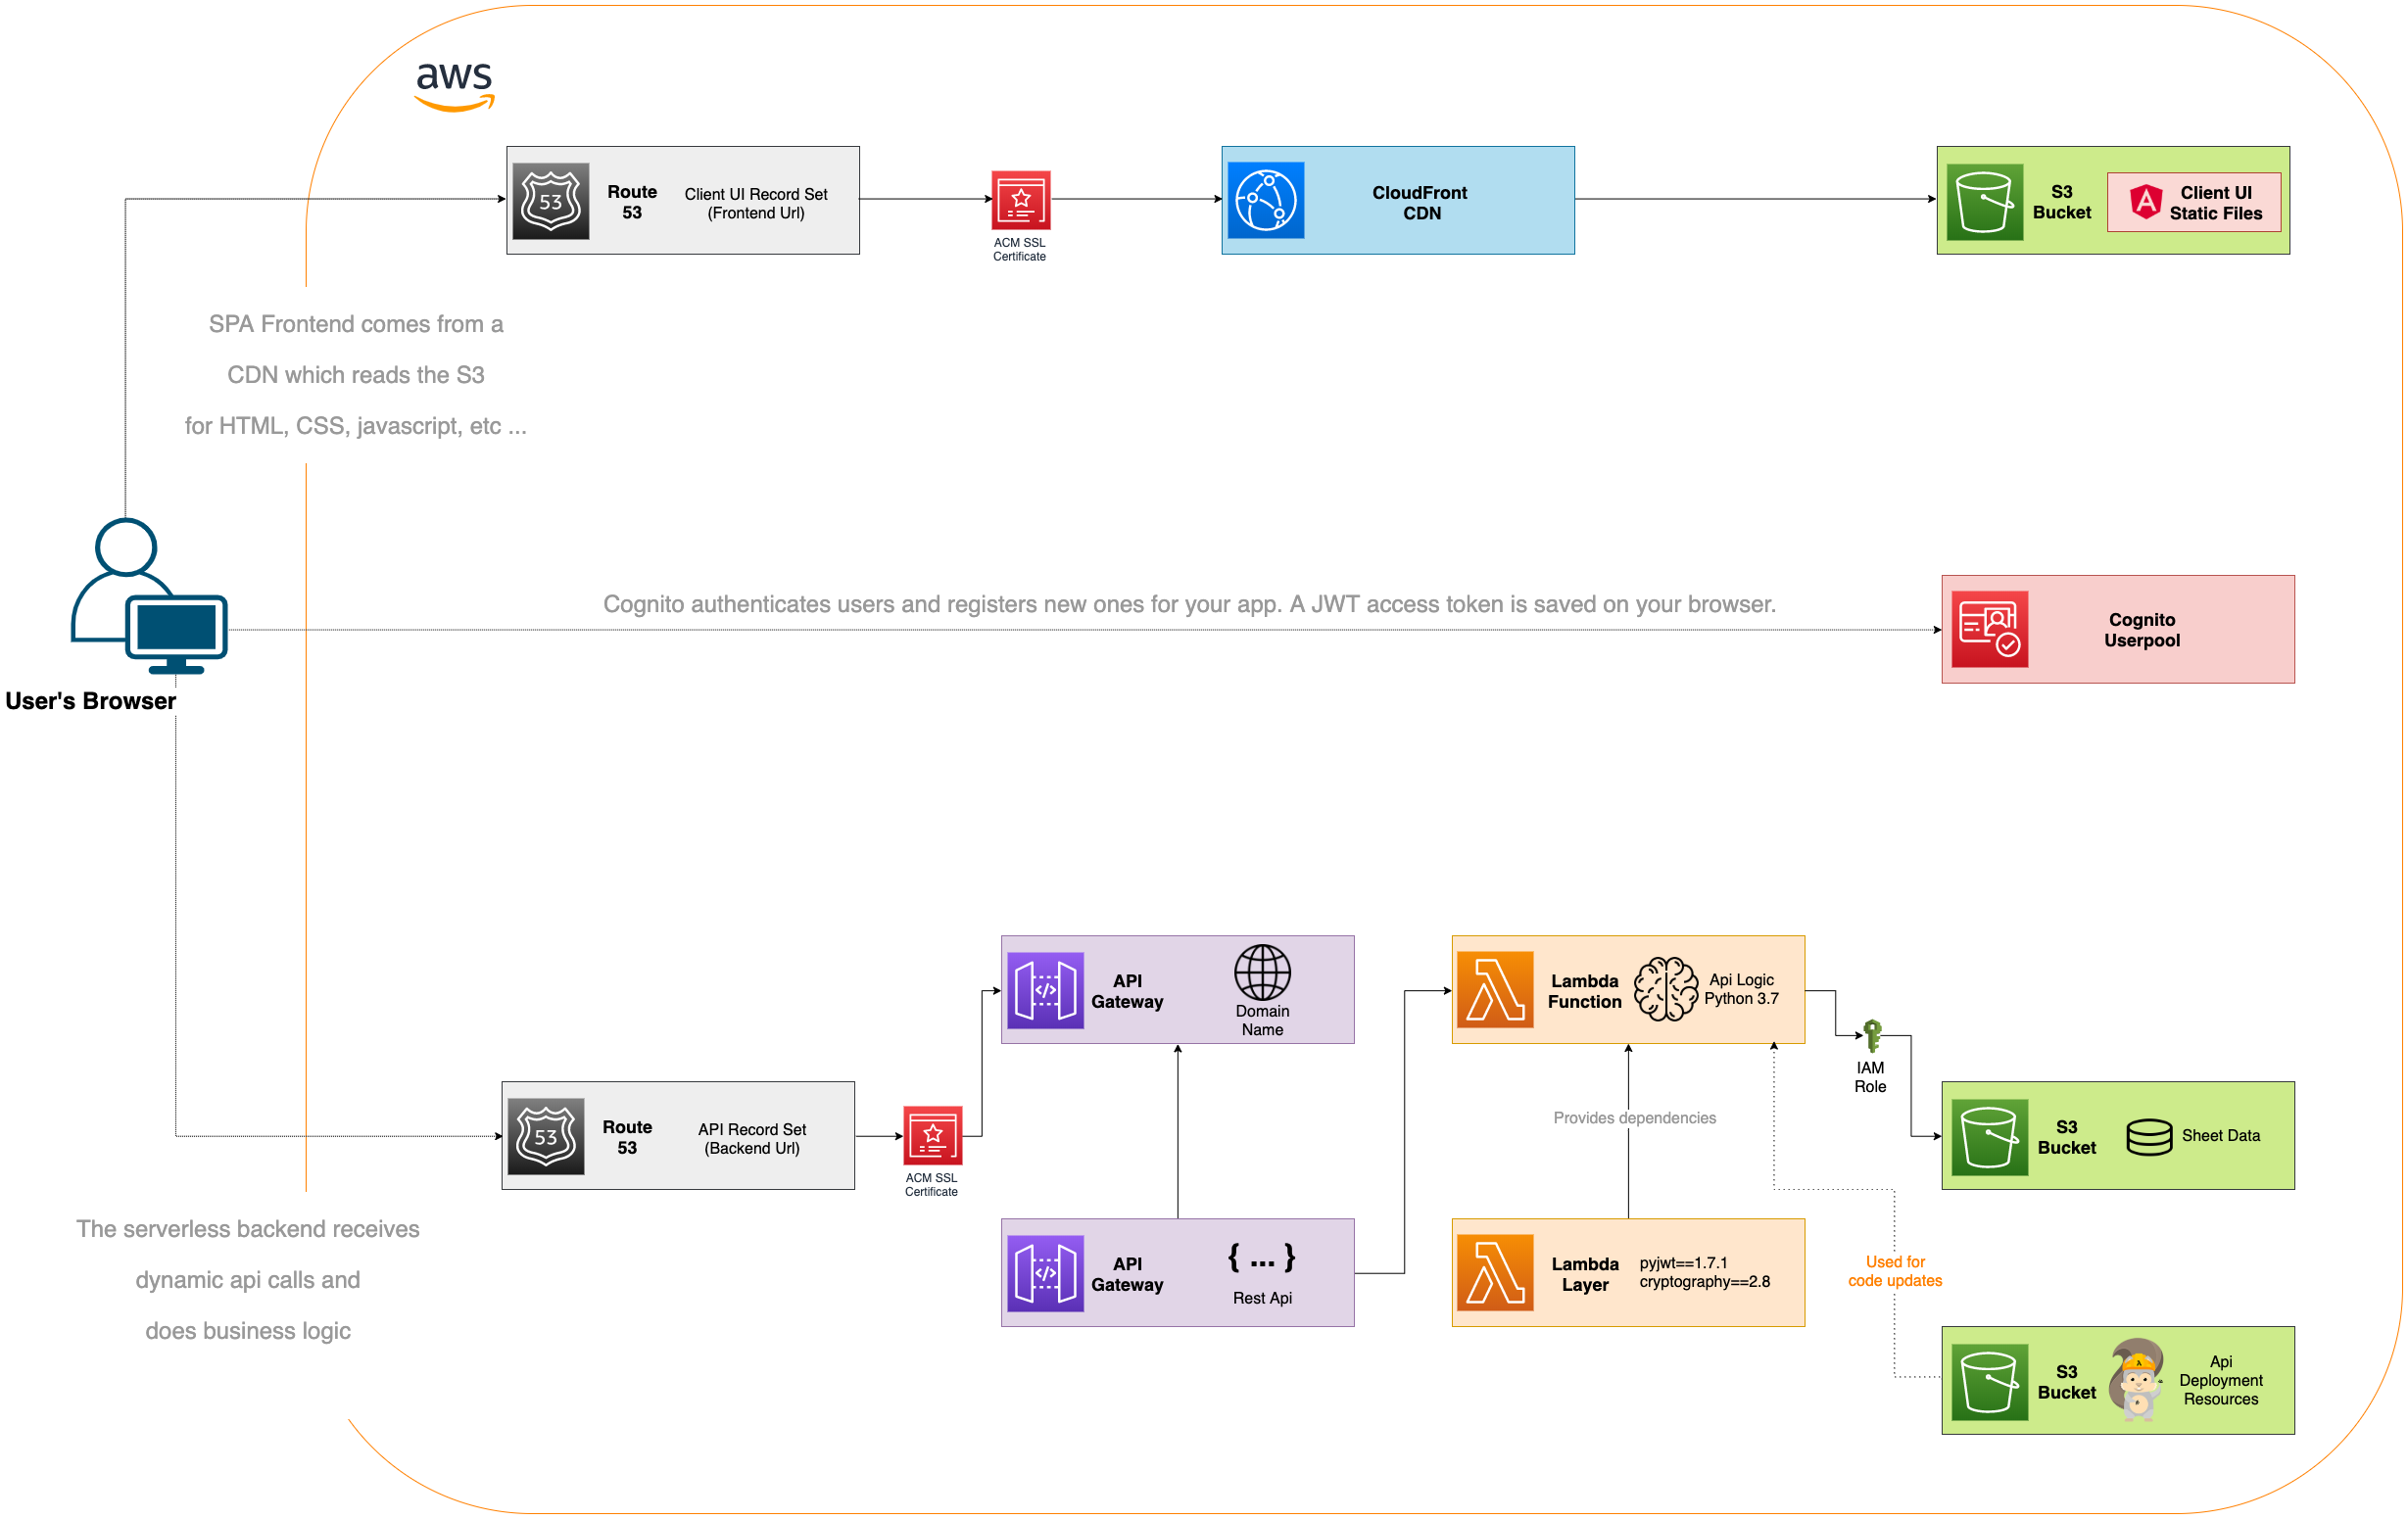 aws
53
Route
53
Client UI Record Set
(Frontend Url)
ACM SSL
Certificate
CloudFront
CDN
S3
Bucket
Client UI
Static Files
SPA Frontend comes from a
CDN which reads the S3
for HTML, CSS, javascript, etc ...
Cognito authenticates users and registers new ones for your app. A JWT access token is saved on your browser.
Cognito
Userpool
User's Browser
API
Gateway
Domain
Name
Lambda
Function
Api Logic
Python 3.7
IAM
Role
53
Route
53
API Record Set
(Backend Url)
ACM SSL
Certificate
Provides dependencies
S3
Bucket
Sheet Data
The serverless backend receives
dynamic api calls and
does business logic
API
Gateway
{ ... }
Rest Api
Lambda
Layer
pyjwt==1.7.1
cryptography==2.8
Used for
code updates
S3
Bucket
Api
Deployment
Resources